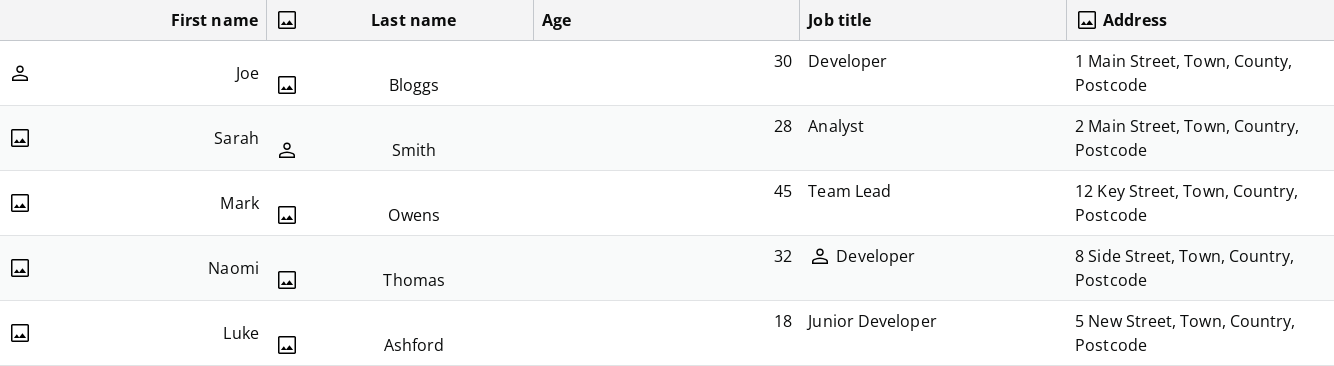 First name Last name Age Job title Address
Joe Bloggs 30 Developer 1 Main Street, Town, County,
Postcode
Sarah Smith 28 Analyst 2 Main Street, Town, Country,
Postcode
Mark Owens 45 Team Lead 12 Key Street, Town, Country,
Postcode
Naomi Thomas 32 Developer 8 Side Street, Town, Country,
Postcode
Luke Ashford 18 Junior Developer 5 New Street, Town, Country,
Postcode